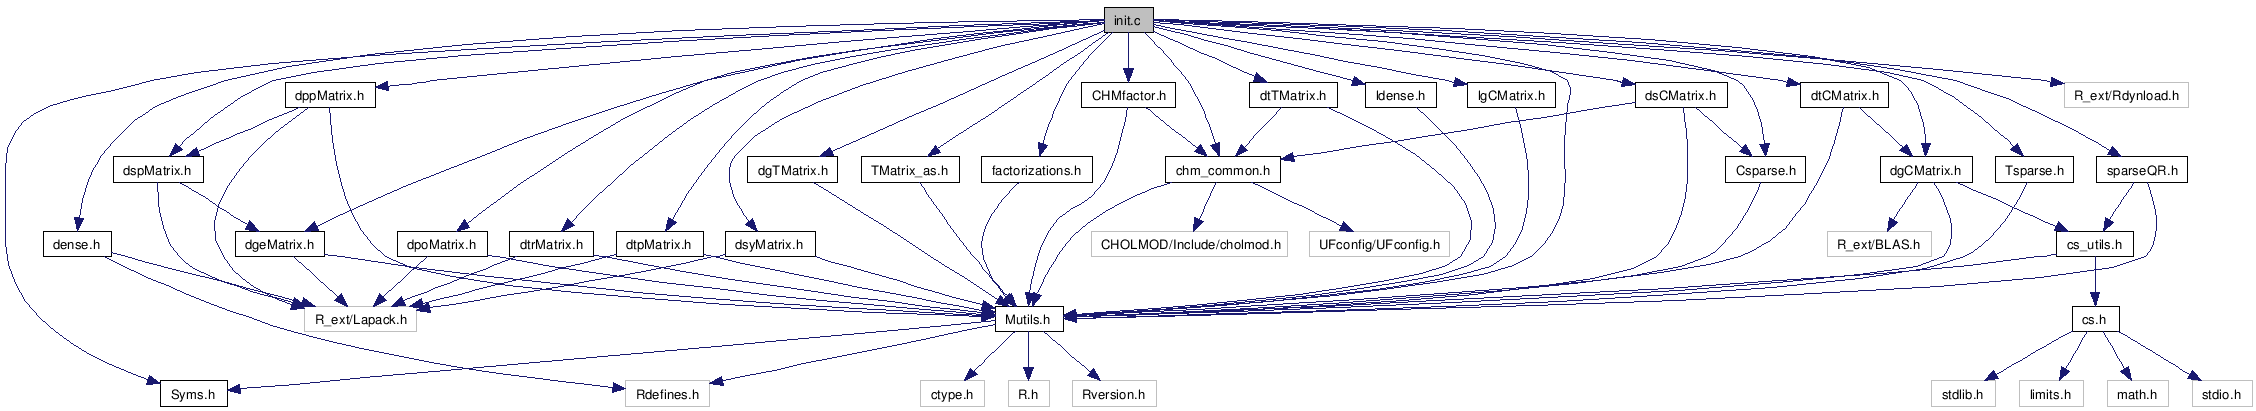 init.c
dppMatrix.h
CHMfactor.h
dtTMatrix.h
ldense.h
lgCMatrix.h
dsCMatrix.h
dtCMatrix.h
R_ext/Rdynload.h
dspMatrix.h
dgTMatrix.h
TMatrix_as.h
factorizations.h
chm_common.h
Csparse.h
dgCMatrix.h
Tsparse.h
sparseQR.h
dense.h
dgeMatrix.h
dpoMatrix.h
dtrMatrix.h
dtpMatrix.h
dsyMatrix.h
CHOLMOD/Include/cholmod.h
UFconfig/UFconfig.h
R_ext/BLAS.h
cs_utils.h
R_ext/Lapack.h
Mutils.h
cs.h
Syms.h
Rdefines.h
ctype.h
R.h
Rversion.h
stdlib.h
limits.h
math.h
stdio.h